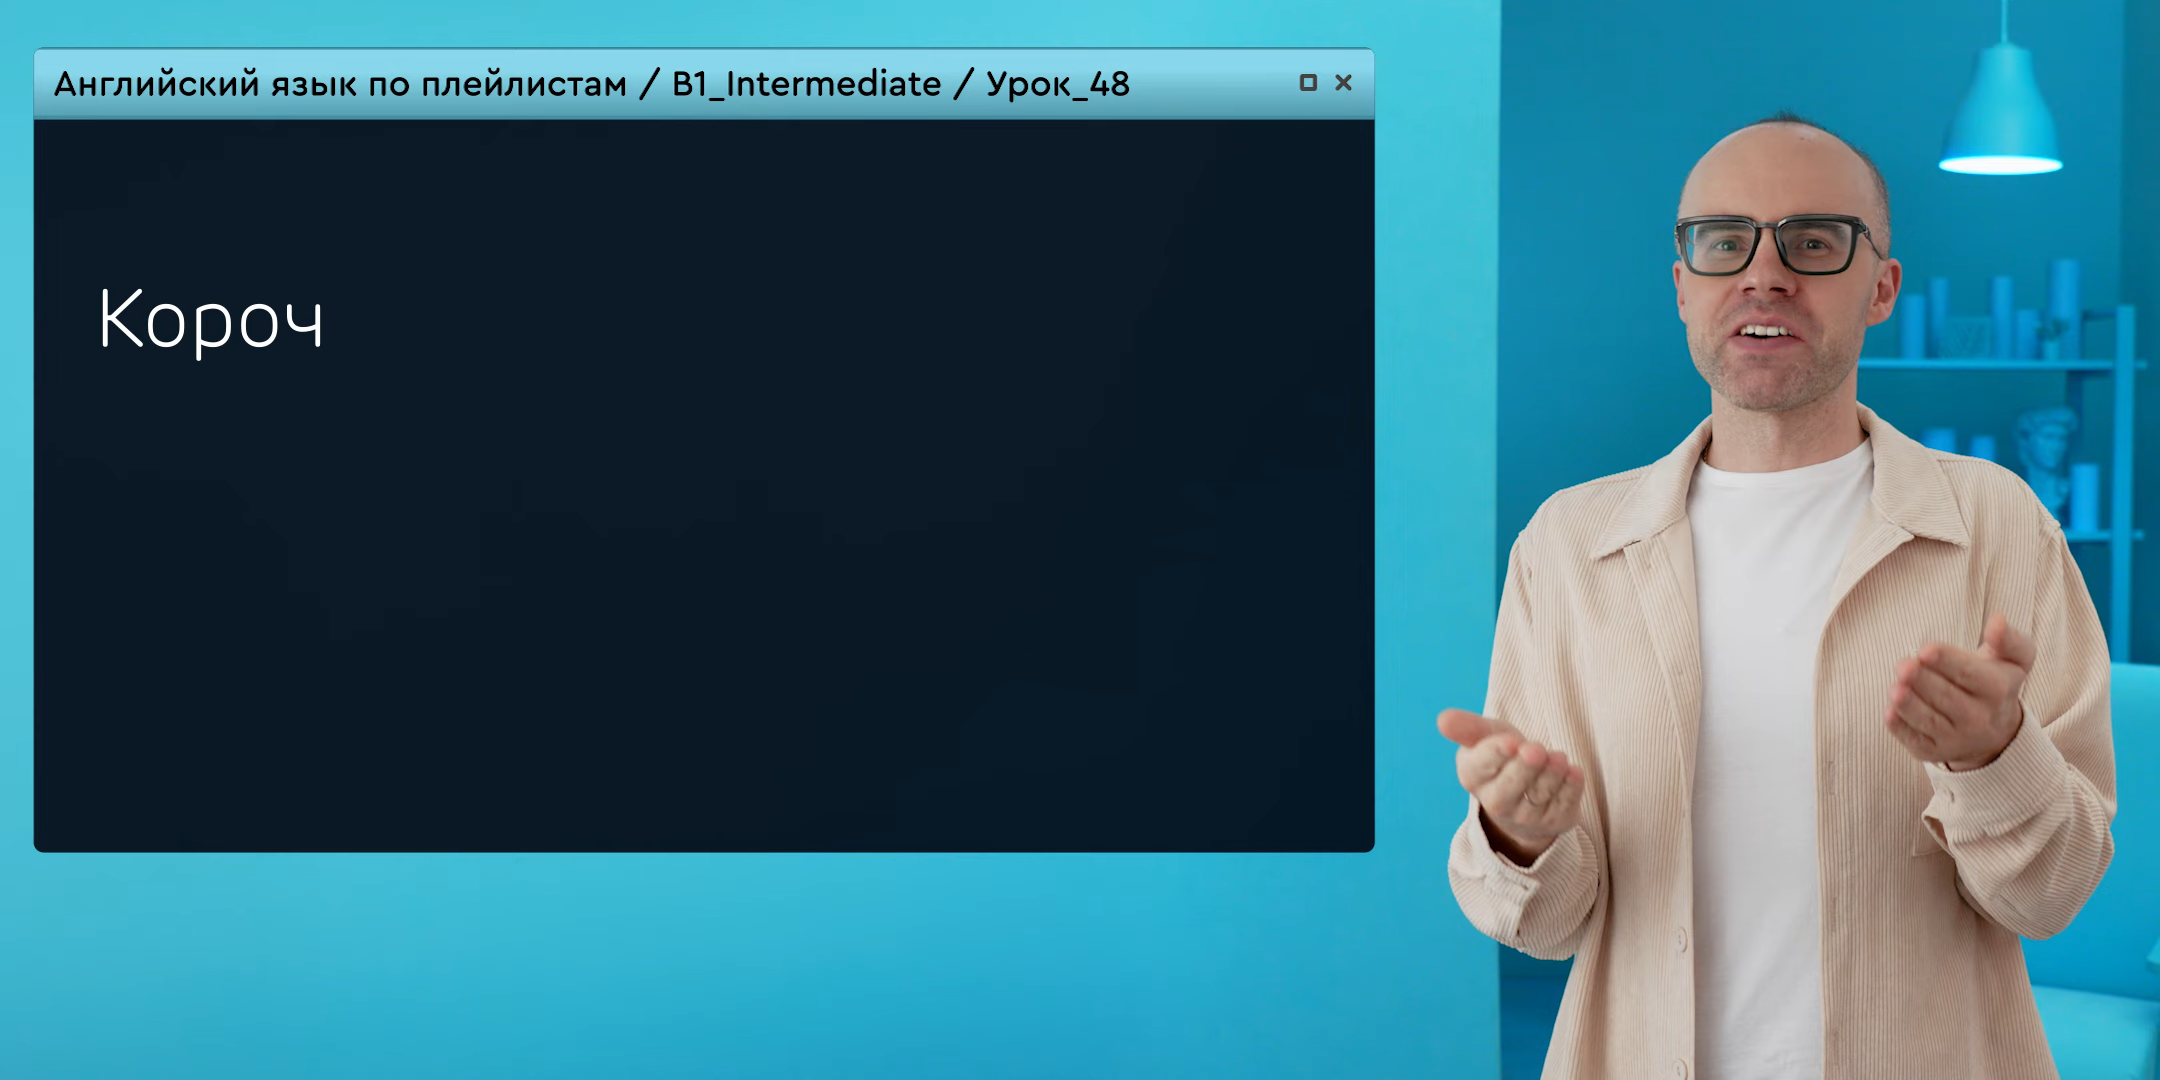 Английский язык по плейлистам / B1_Intermediate / Урок_48
Короч